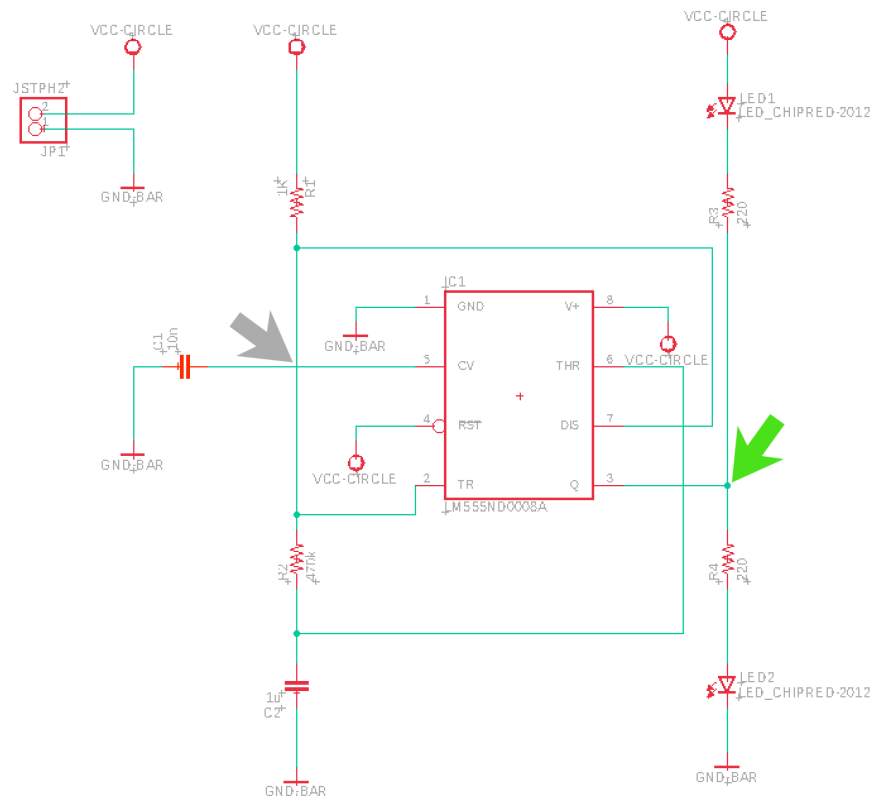 VCC-CIRCLE
VCC-CIRCLE
VCC-CIRCLE
JSTPH2
2
1
JP1
GND-BAR
LED1
LED_CHIPRED-2012
1K
R1
R3
220
IC1
1
GND
V+
8
GND-BAR
VCC-CIRCLE
C1
10n
5
CV
THR
6
4
RST
DIS
7
GND-BAR
VCC-CIRCLE
2
TR
Q
3
LM555ND0008A
R2
470k
R4
220
1u
C2
LED2
LED_CHIPRED-2012
GND-BAR
GND-BAR